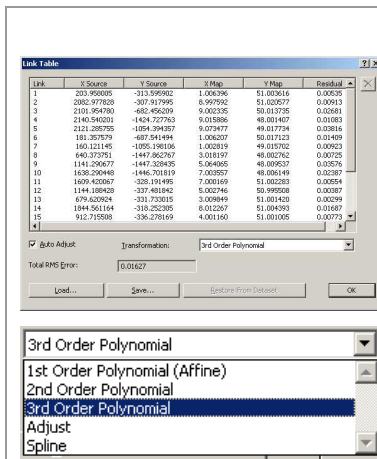 Link Table
Link X Source Y Source X Map Y Map Residual
1 203.958005 -313.595902 1.006396 51.003616 0.00535
2 2082.977828 -307.917995 8.997592 51.020577 0.00913
3 2101.954780 -682.456209 9.002335 50.013735 0.02681
4 2140.540201 -1424.727763 9.015886 48.001407 0.01083
5 2121.285755 -1054.394357 9.073477 49.017734 0.03816
6 181.357579 -687.541494 1.006207 50.017123 0.01409
7 160.121145 -1055.198106 1.002819 49.015702 0.00923
8 640.373751 -1447.862767 3.018197 48.002762 0.00725
9 1141.290677 -1447.328435 5.064065 48.009537 0.03576
10 1638.290448 -1446.701819 7.003557 48.006149 0.02387
11 1609.420067 -328.191495 7.000169 51.002283 0.00554
12 1144.188428 -337.481842 5.002746 50.995508 0.00387
13 679.620924 -331.733015 3.009849 51.001420 0.00299
14 1844.561164 -318.252305 8.012267 51.004393 0.01687
15 912.715508 -336.278169 4.001160 51.001005 0.00773
Auto Adjust Transformation: 3rd Order Polynomial
Total RMS Error: 0.01627
Load... Save... Restore From Dataset OK
3rd Order Polynomial
1st Order Polynomial (Affine)
2nd Order Polynomial
3rd Order Polynomial
Adjust
Spline